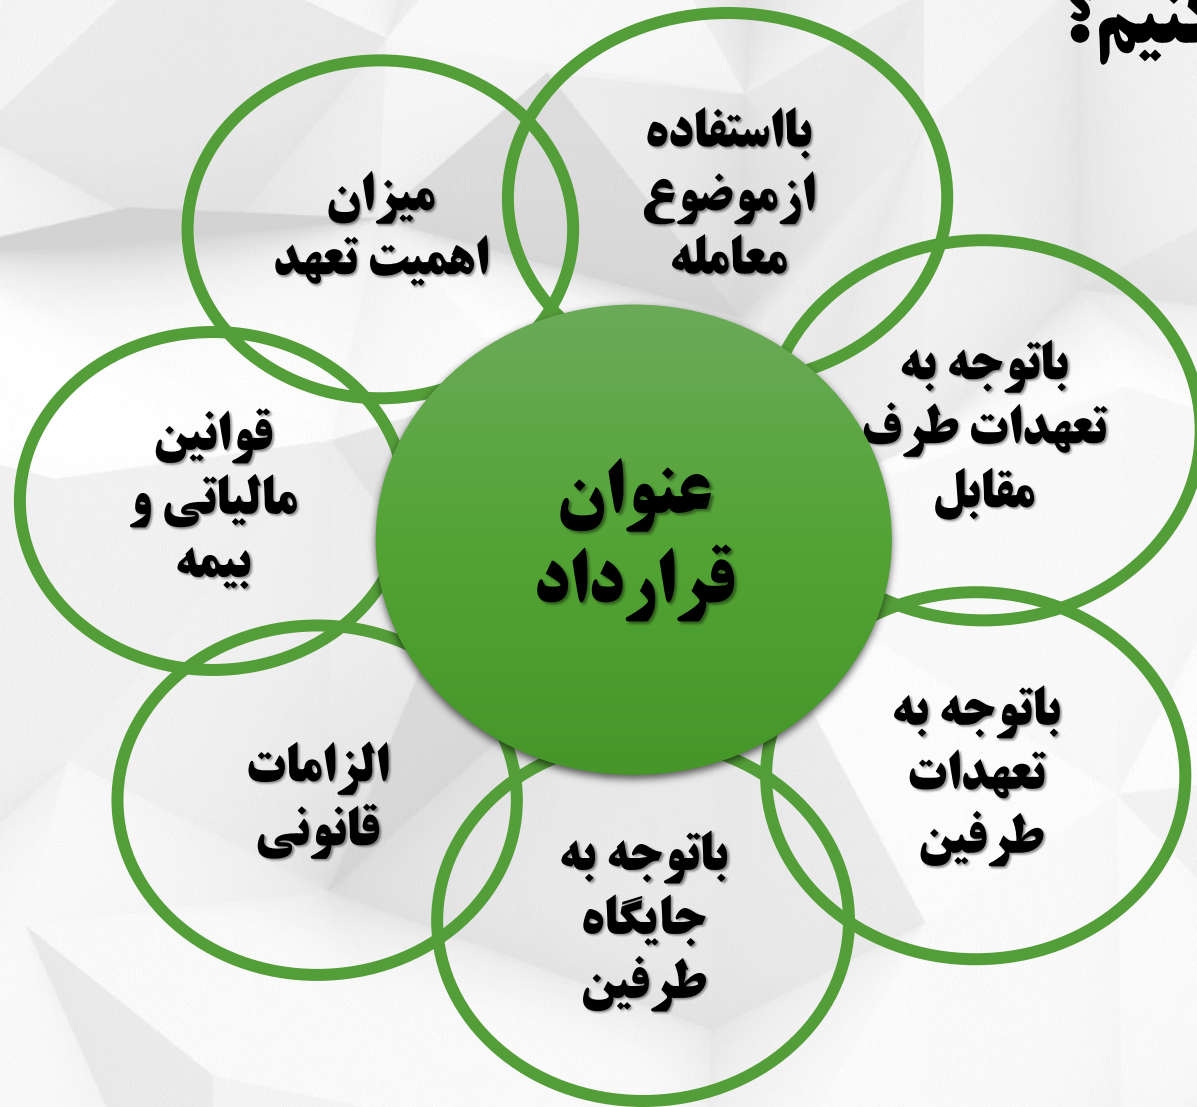 بااستفاده
ازموضوع
معامله
باتوجه به
تعهدات طرف
مقابل
باتوجه به
تعهدات
طرفین
باتوجه به
جایگاه
طرفین
الزامات
قانونی
قوانین
مالیاتی و
بیمه
میزان
اهمیت تعهد
عنوان
قرارداد